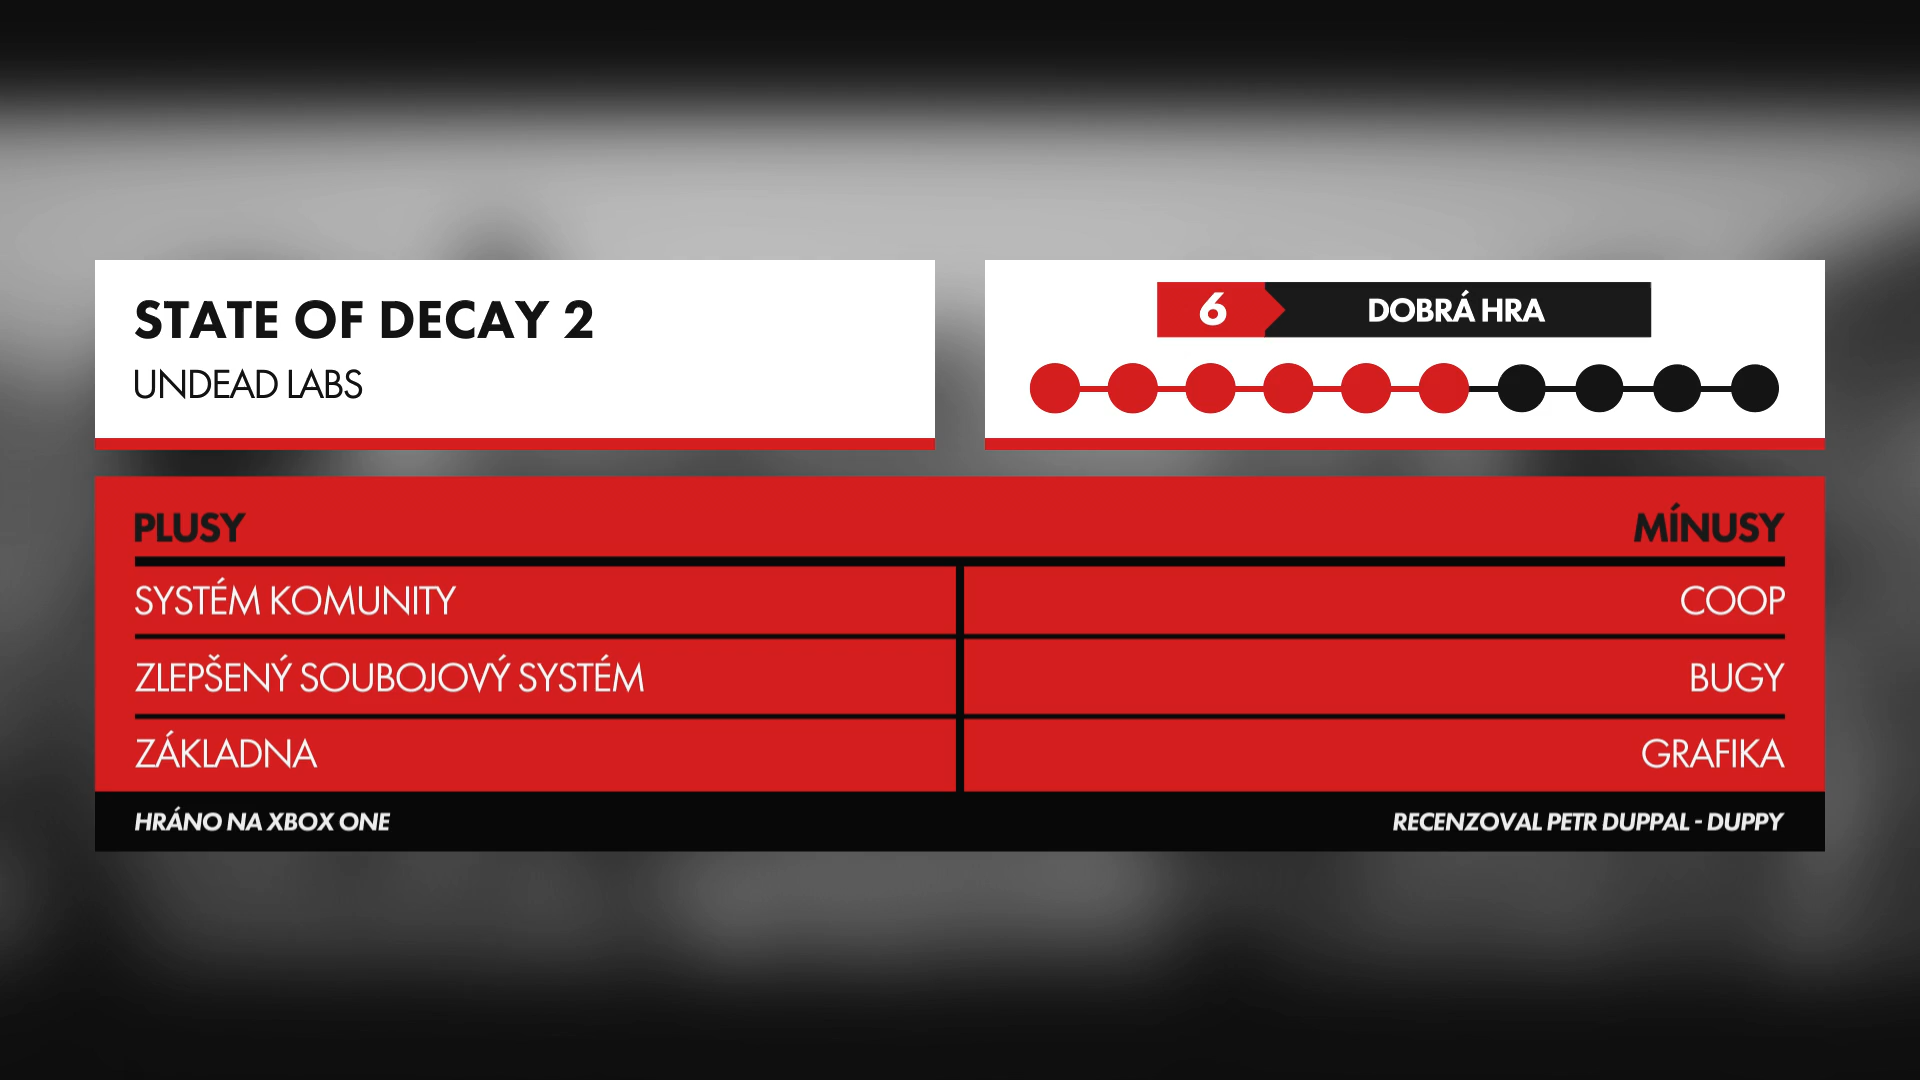 STATE OF DECAY 2
UNDEAD LABS
6 DOBRÁ HRA
PLUSY MÍNUSY
SYSTÉM KOMUNITY COOP
ZLEPŠENÝ SOUBOJOVÝ SYSTÉM BUGY
ZÁKLADNA GRAFIKA
HRÁNO NA XBOX ONE RECENZOVAL PETR DUPPAL - DUPPY